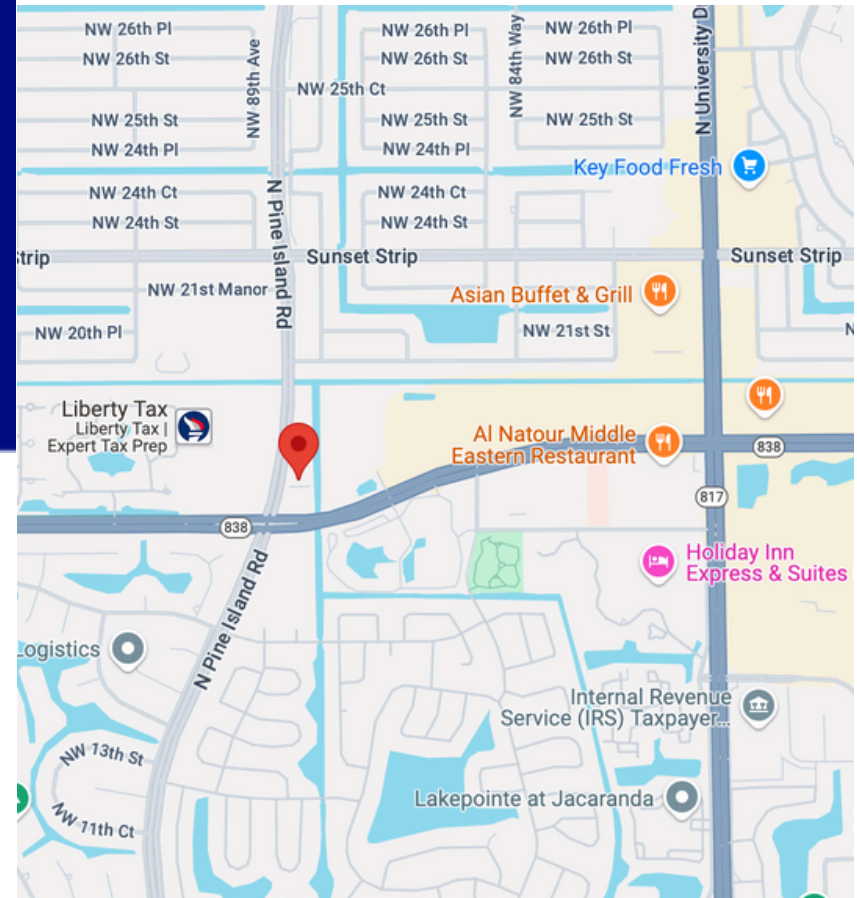 NW 26th Pl
NW 26th Pl
NW 26th Pl
NW 26th St
NW 26th St
NW 26th St
NW 89th Ave
NW 84th Way
N University D
NW 25th Ct
NW 25th St
NW 25th St
NW 25th St
NW 24th Pl
NW 24th Pl
Key Food Fresh
NW 24th Ct
NW 24th Ct
NW 24th St
NW 24th St
N Pine Island Rd
Strip
Sunset Strip
Sunset Strip
NW 21st Manor
Asian Buffet & Grill
NW 20th Pl
NW 21st St
N
Liberty Tax
Liberty Tax |
Expert Tax Prep
Al Natour Middle
Eastern Restaurant
838
838
817
Holiday Inn
Express & Suites
N Pine Island Rd
Logistics
Internal Revenue
Service (IRS) Taxpayer...
NW 13th St
Lakepointe at Jacaranda
NW 11th Ct